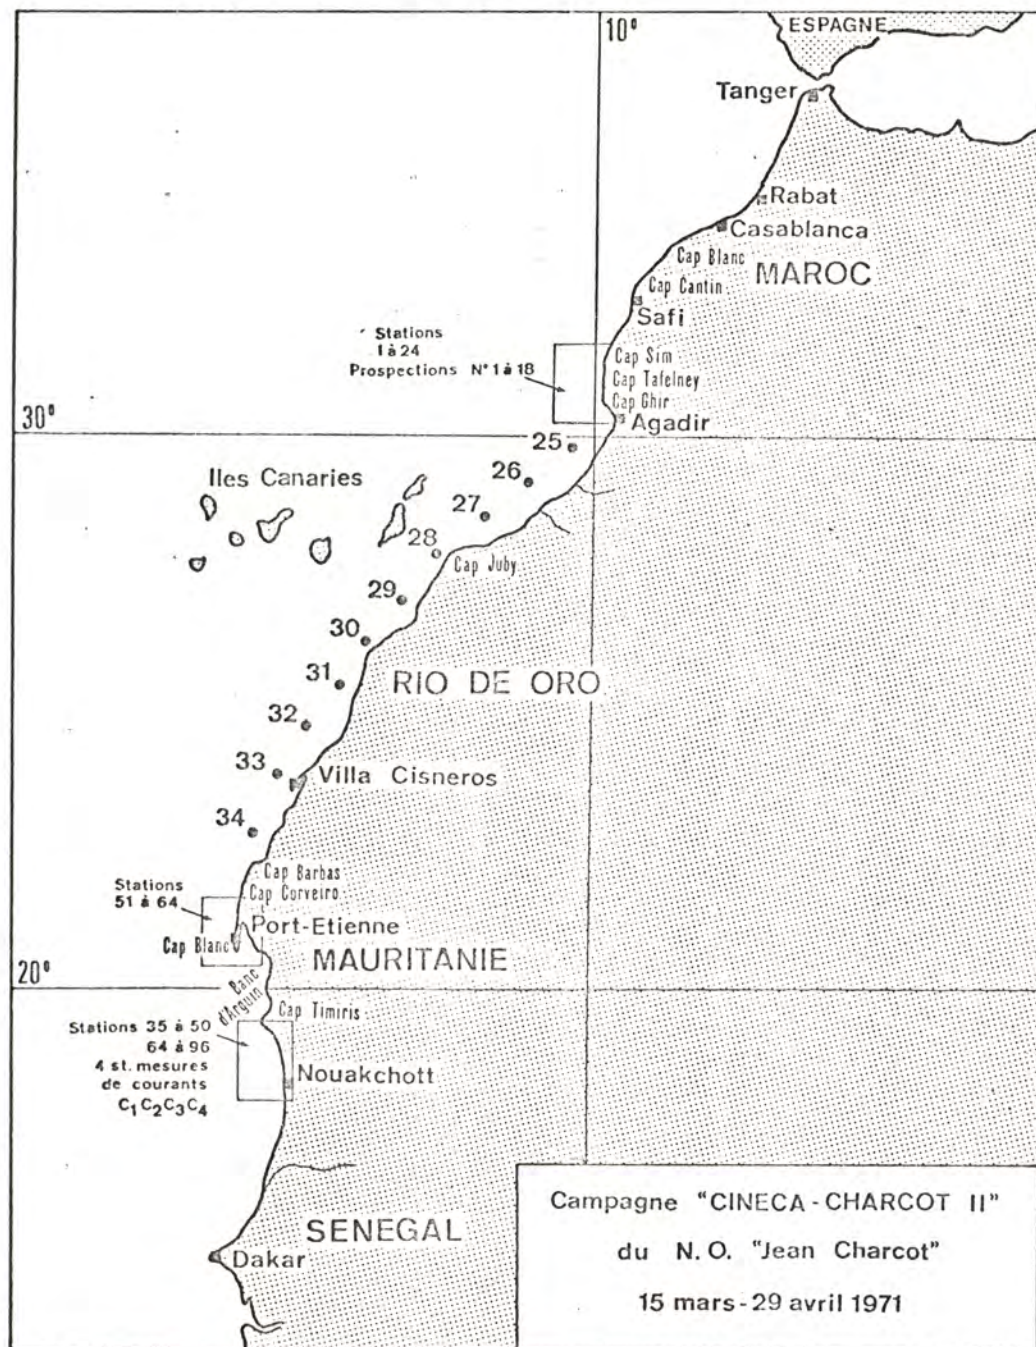 10°
ESPAGNE
Tanger
Rabat
Casablanca
Cap Blanc
MAROC
Cap Cantin
Safi
Stations
1 à 24
Prospections N° 1 à 18
Cap Sim
Cap Tafelney
Cap Ghir
Agadir
30°
25
26
Iles Canaries
27
28
Cap Juby
29
30
31
RIO DE ORO
32
33
Villa Cisneros
34
Cap Barbas
Stations
51 à 64
Cap Corveiro
Port-Etienne
Cap Blanc
MAURITANIE
20°
Banc
d'Arguin
Cap Timiris
Stations 35 à 50
64 à 96
4 st. mesures
de courants
C1C2C3C4
Nouakchott
SENEGAL
Dakar
Campagne "CINECA-CHARCOT II"
du N.O. "Jean Charcot"
15 mars-29 avril 1971